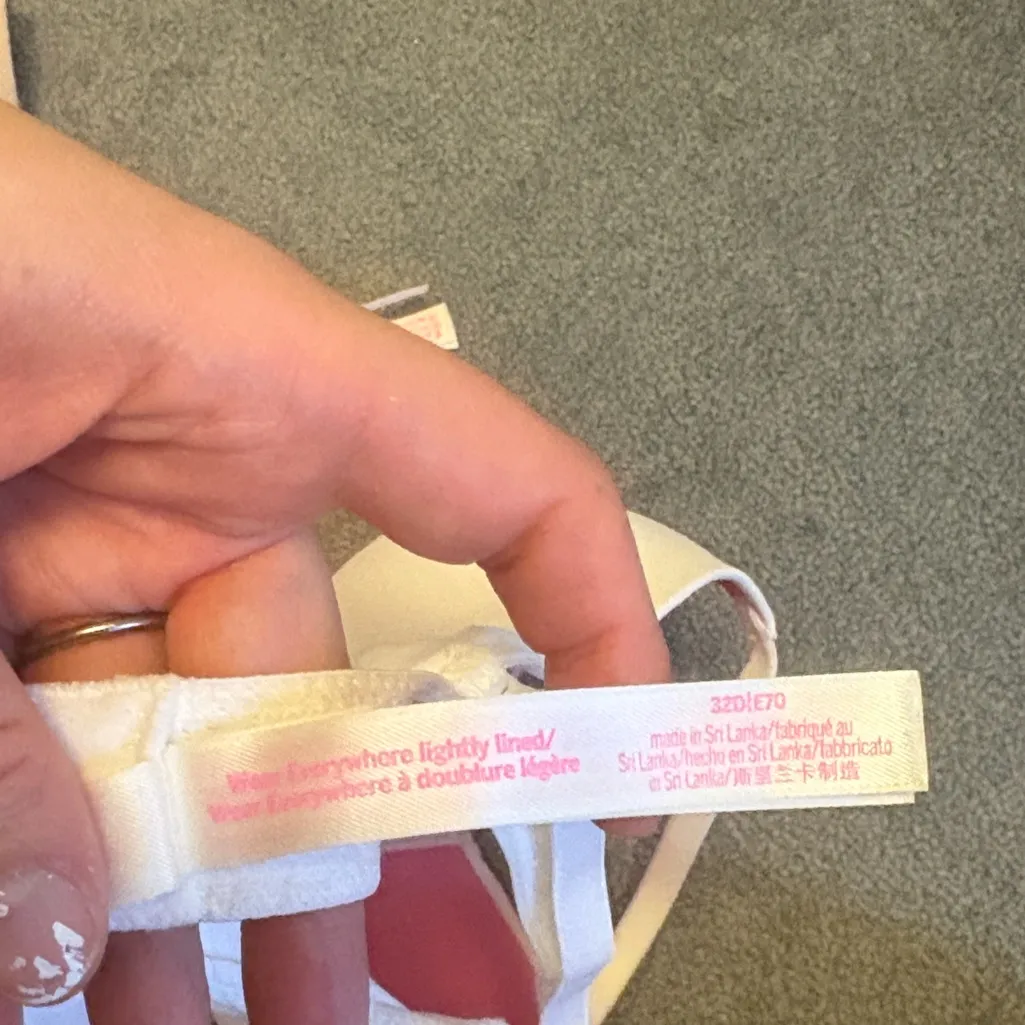 Wear Everywhere lightly lined/
Wear Everywhere à doublure légère
32D|E70
made in Sri Lanka/fabriqué au
Sri Lanka/hecho en Sri Lanka/fabbricato
in Sri Lanka/斯里兰卡制造